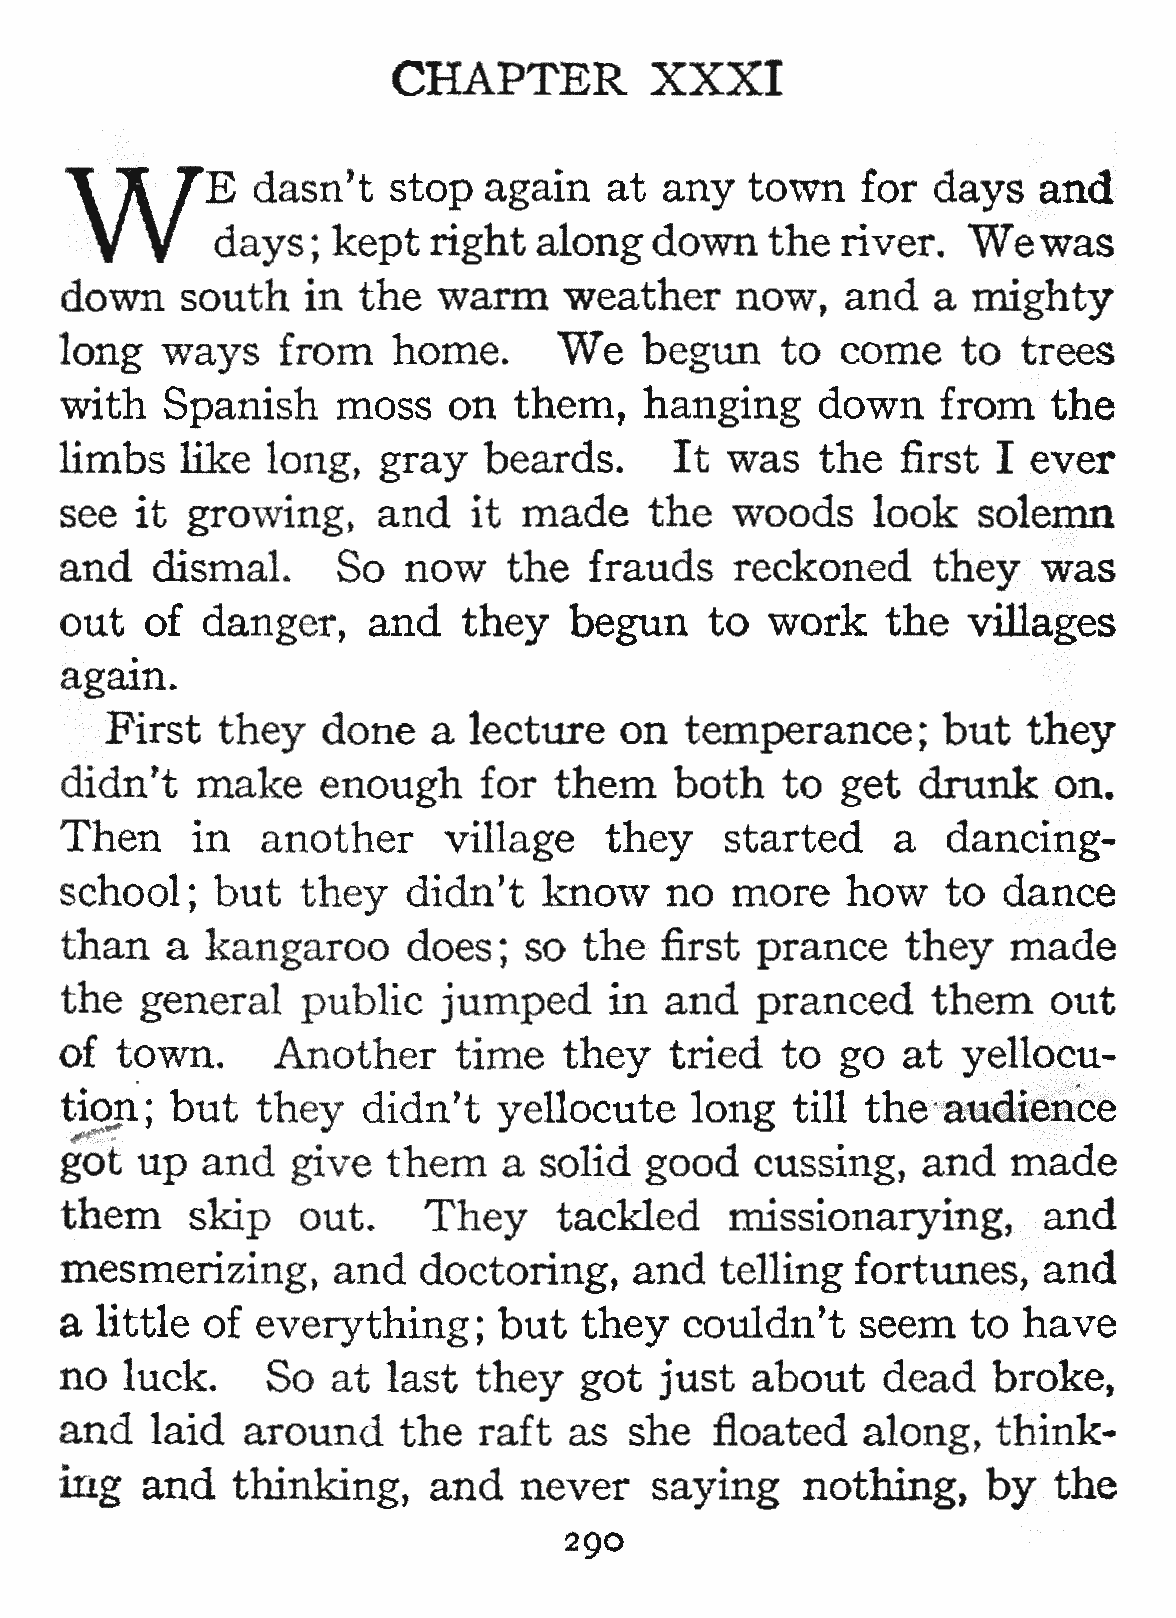 CHAPTER XXXI
WE dasn't stop again at any town for days and
days; kept right along down the river. We was
down south in the warm weather now, and a mighty
long ways from home. We begun to come to trees
with Spanish moss on them, hanging down from the
limbs like long, gray beards. It was the first I ever
see it growing, and it made the woods look solemn
and dismal. So now the frauds reckoned they was
out of danger, and they begun to work the villages
again.
First they done a lecture on temperance; but they
didn't make enough for them both to get drunk on.
Then in another village they started a dancing-
school; but they didn't know no more how to dance
than a kangaroo does; so the first prance they made
the general public jumped in and pranced them out
of town. Another time they tried to go at yellocu-
tion; but they didn't yellocute long till the audience
got up and give them a solid good cussing, and made
them skip out. They tackled missionarying, and
mesmerizing, and doctoring, and telling fortunes, and
a little of everything; but they couldn't seem to have
no luck. So at last they got just about dead broke,
and laid around the raft as she floated along, think-
ing and thinking, and never saying nothing, by the
290